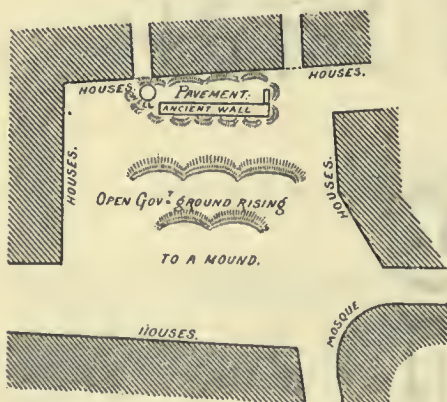 HOUSES.
HOUSES.
PAVEMENT.
ANCIENT WALL
HOUSES.
HOUSES.
OPEN GOVT. GROUND RISING
TO A MOUND.
HOUSES.
MOSQUE